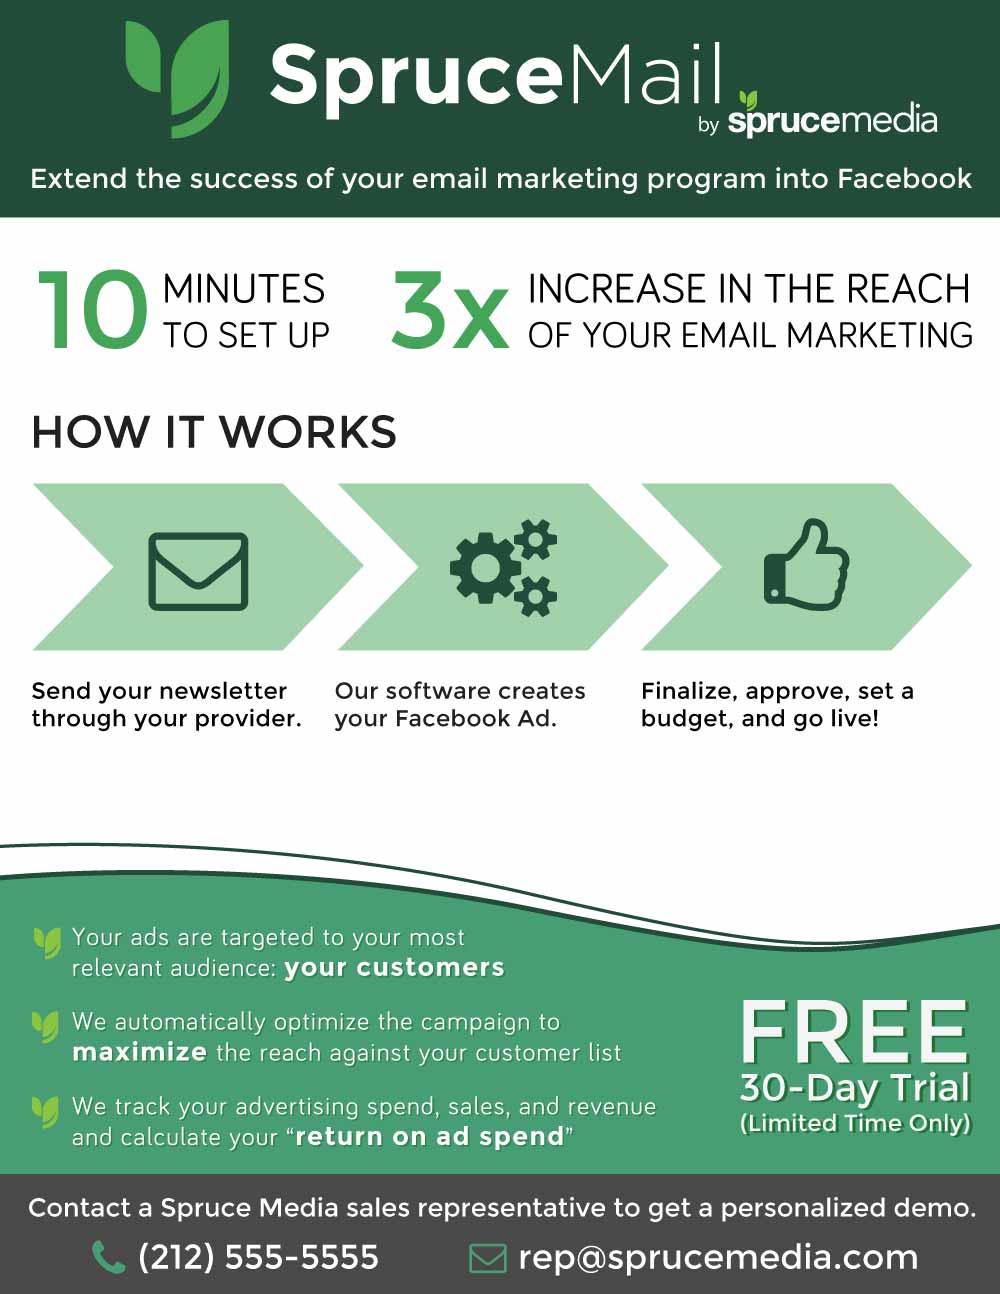 SpruceMail
by sprucemedia
Extend the success of your email marketing program into Facebook
10 MINUTES
TO SET UP
3x INCREASE IN THE REACH
OF YOUR EMAIL MARKETING
HOW IT WORKS
Send your newsletter
through your provider.
Our software creates
your Facebook Ad.
Finalize, approve, set a
budget, and go live!
Your ads are targeted to your most
relevant audience: your customers
We automatically optimize the campaign to
maximize the reach against your customer list
We track your advertising spend, sales, and revenue
and calculate your “return on ad spend”
FREE
30-Day Trial
(Limited Time Only)
Contact a Spruce Media sales representative to get a personalized demo.
(212) 555-5555
rep@sprucemedia.com